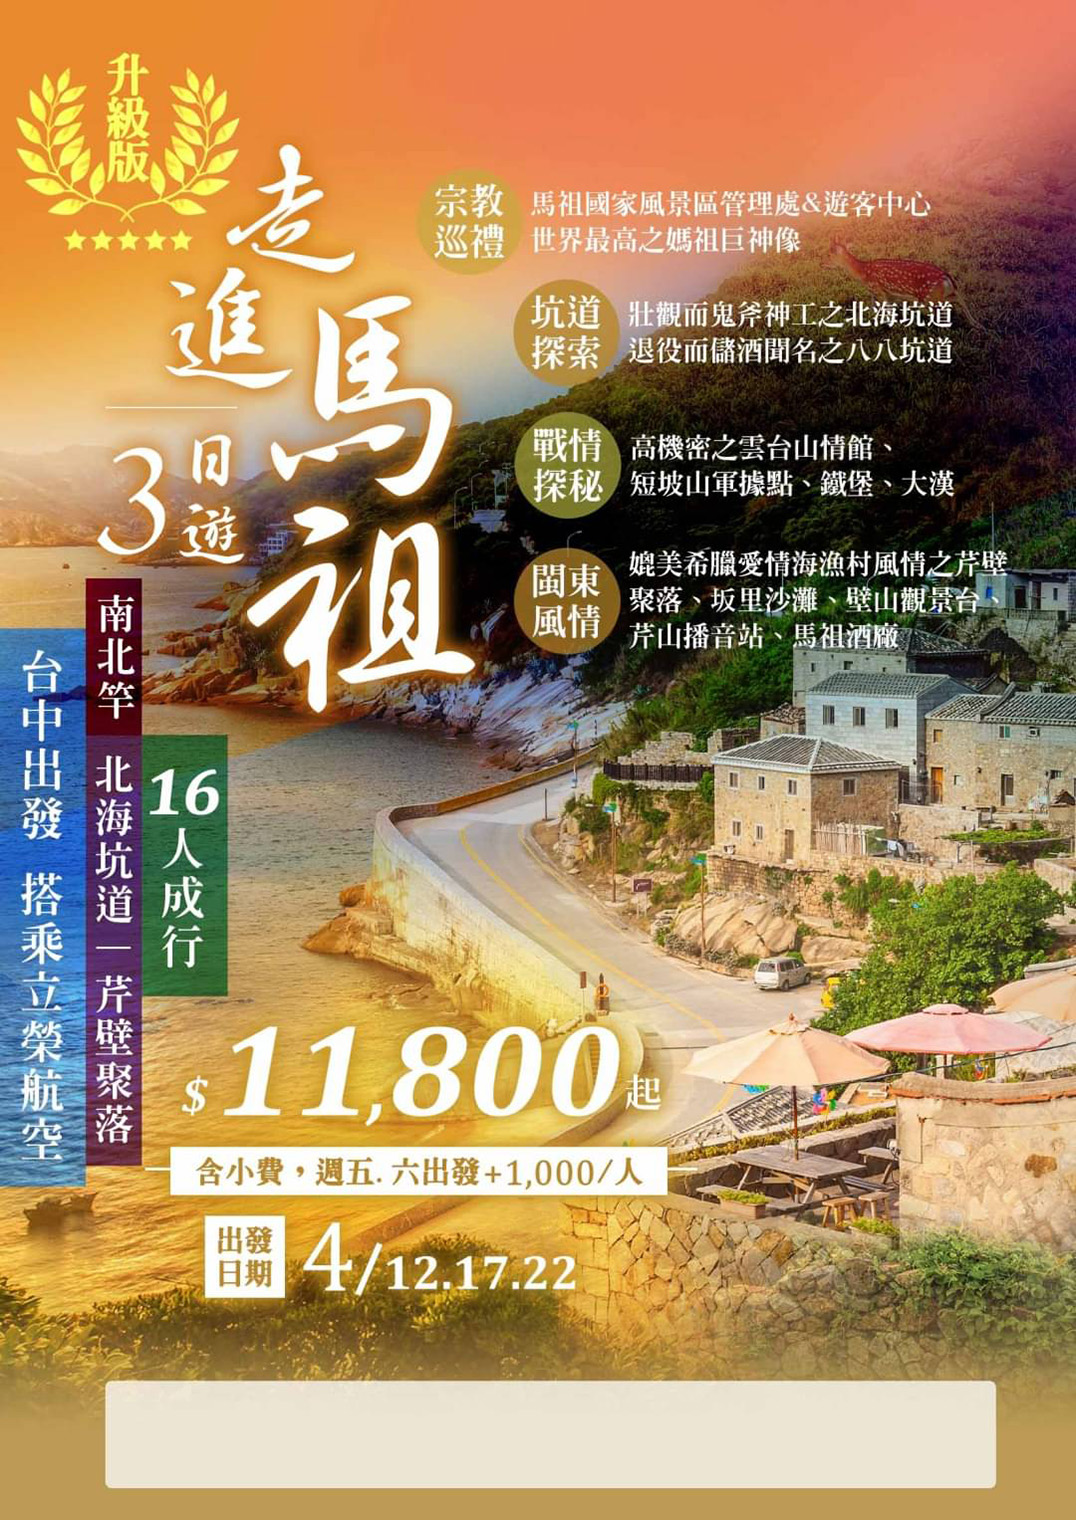 升級版
走進馬祖
3日遊
宗教巡禮
馬祖國家風景區管理處&遊客中心
世界最高之媽祖巨神像
坑道探索
壯觀而鬼斧神工之北海坑道
退役而儲酒聞名之八八坑道
戰情探秘
高機密之雲台山情館、
短坡山軍據點、鐵堡、大漢
閩東風情
媲美希臘愛情海漁村風情之芹壁
聚落、坂里沙灘、壁山觀景台、
芹山播音站、馬祖酒廠
南北竿 北海坑道|芹壁聚落
台中出發 搭乘立榮航空
16人成行
$11,800起
含小費，週五.六出發+1,000/人
出發日期 4/12.17.22